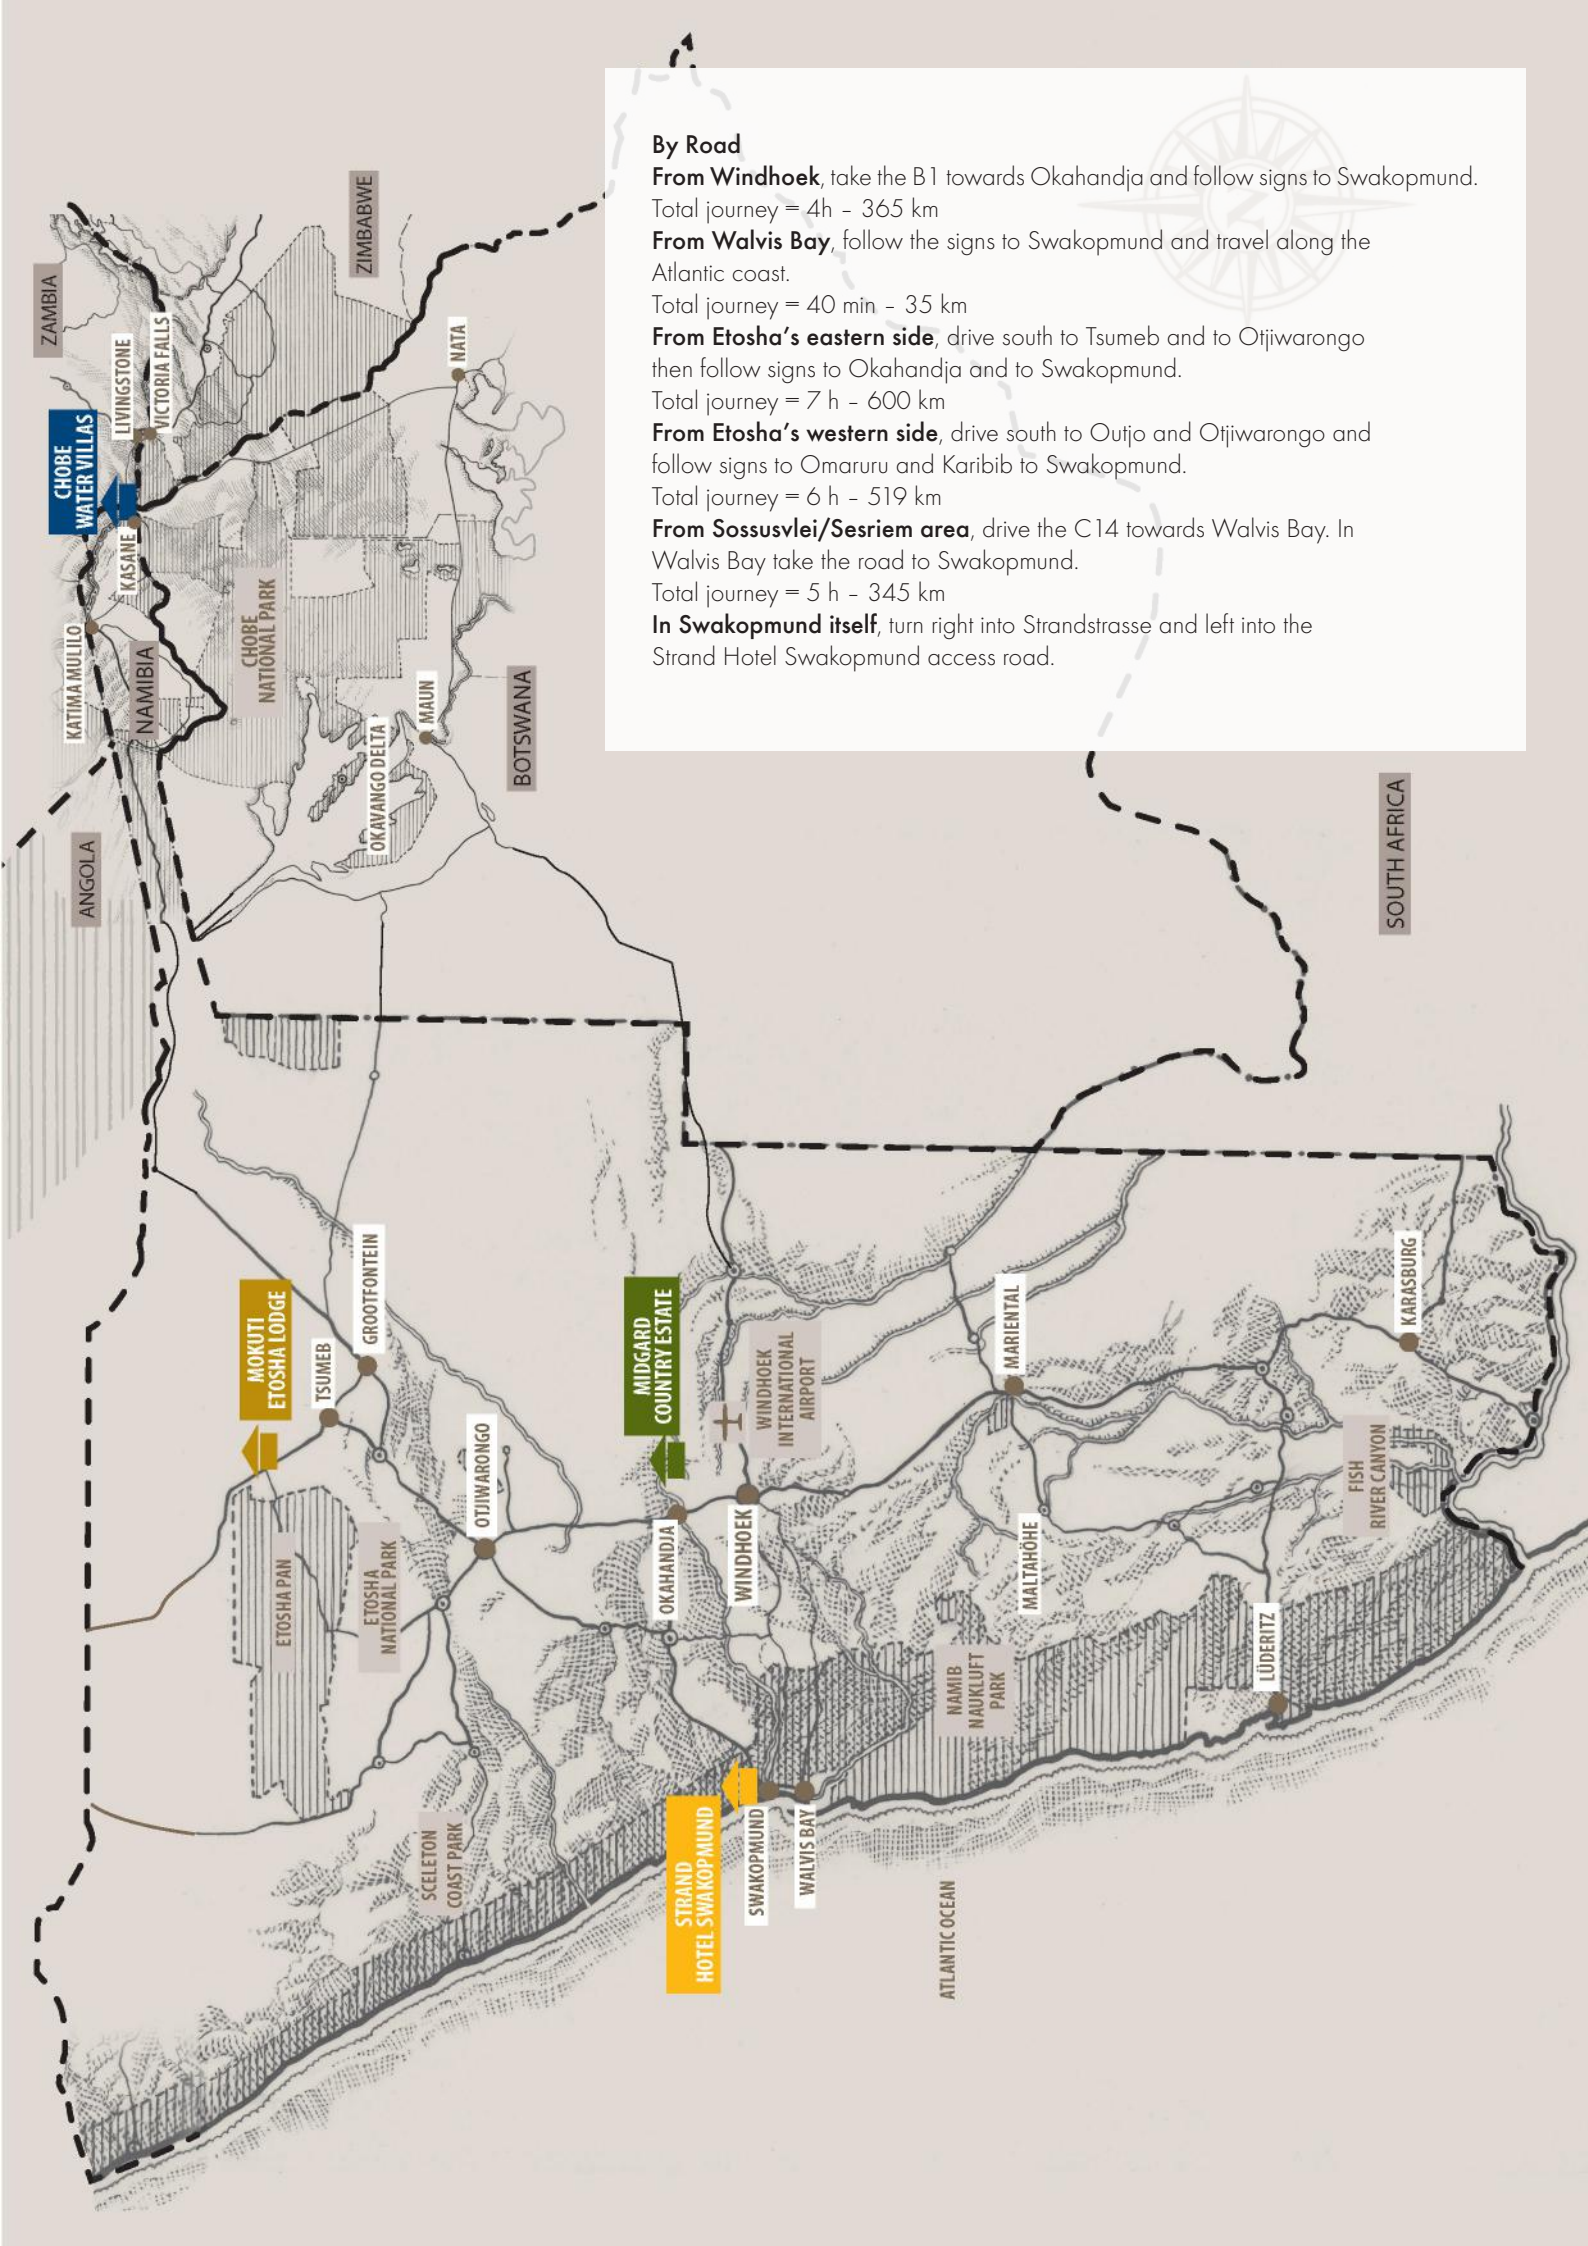 By Road
From Windhoek, take the B1 towards Okahandja and follow signs to Swakopmund.
Total journey = 4h – 365 km
From Walvis Bay, follow the signs to Swakopmund and travel along the
Atlantic coast.
Total journey = 40 min – 35 km
From Etosha’s eastern side, drive south to Tsumeb and to Otjiwarongo
then follow signs to Okahandja and to Swakopmund.
Total journey = 7 h – 600 km
From Etosha’s western side, drive south to Outjo and Otjiwarongo and
follow signs to Omaruru and Karibib to Swakopmund.
Total journey = 6 h – 519 km
From Sossusvlei/Sesriem area, drive the C14 towards Walvis Bay. In
Walvis Bay take the road to Swakopmund.
Total journey = 5 h – 345 km
In Swakopmund itself, turn right into Strandstrasse and left into the
Strand Hotel Swakopmund access road.
Z
ZAMBIA
ZIMBABWE
LIVINGSTONE
VICTORIA FALLS
NATA
CHOBE
WATER VILLAS
KASANE
KATIMA MULILO
NAMIBIA
CHOBE
NATIONAL PARK
MAUN
OKAVANGO DELTA
BOTSWANA
ANGOLA
SOUTH AFRICA
MOKUTI
ETOSHA LODGE
TSUMEB
GROOTFONTEIN
OTJIWARONGO
ETOSHA PAN
ETOSHA
NATIONAL PARK
MIDGARD
COUNTRY ESTATE
WINDHOEK
INTERNATIONAL
AIRPORT
OKAHANDJA
WINDHOEK
MARIENTAL
MALTAHÖHE
KARASBURG
FISH
RIVER CANYON
LÜDERITZ
NAMIB
NAUKLUFT
PARK
SCELETON
COAST PARK
STRAND
HOTEL SWAKOPMUND
SWAKOPMUND
WALVIS BAY
ATLANTIC OCEAN